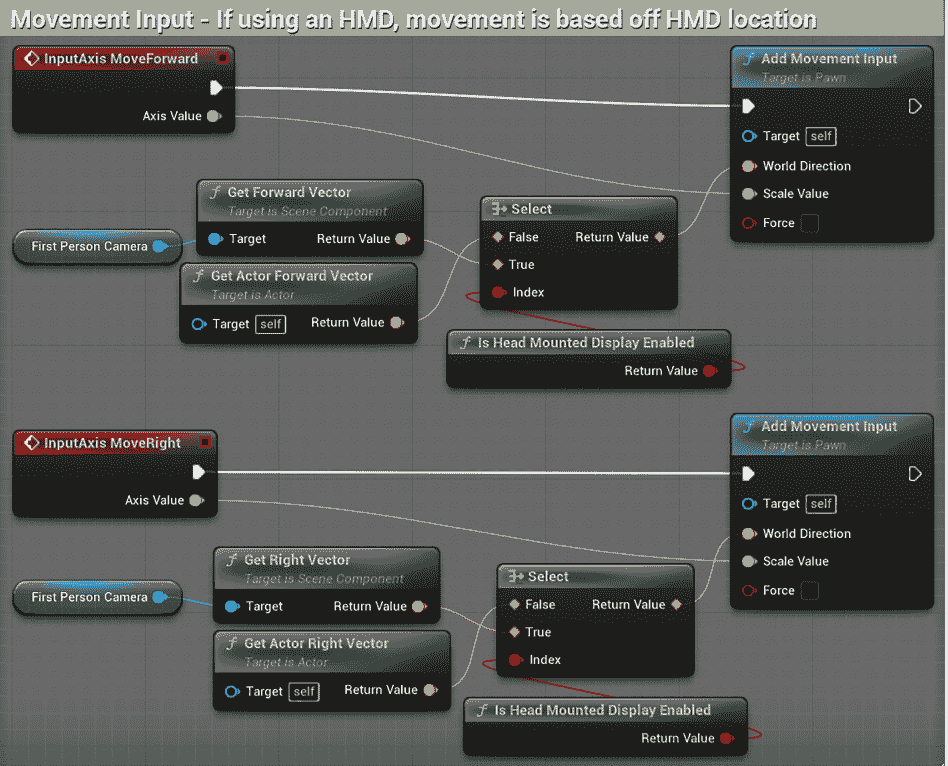 Movement Input - If using an HMD, movement is based off HMD location
InputAxis MoveForward
Axis Value
Add Movement Input
Target is Pawn
Target self
World Direction
Scale Value
Force
First Person Camera
Get Forward Vector
Target is Scene Component
Target Return Value
Get Actor Forward Vector
Target is Actor
Target self Return Value
Select
False Return Value
True
Index
Is Head Mounted Display Enabled
Return Value
InputAxis MoveRight
Axis Value
Add Movement Input
Target is Pawn
Target self
World Direction
Scale Value
Force
First Person Camera
Get Right Vector
Target is Scene Component
Target Return Value
Get Actor Right Vector
Target is Actor
Target self Return Value
Select
False Return Value
True
Index
Is Head Mounted Display Enabled
Return Value